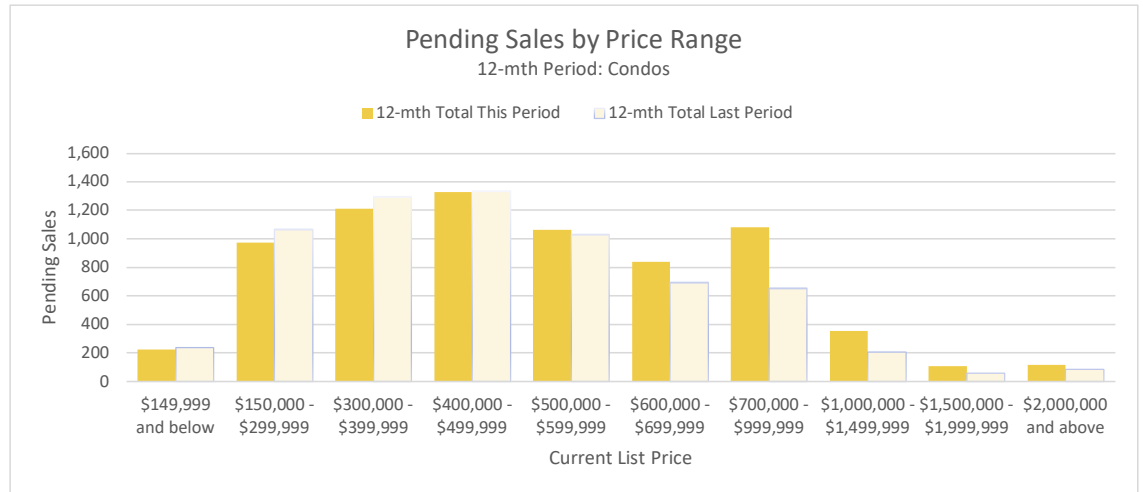 Pending Sales by Price Range
12-mth Period: Condos
12-mth Total This Period 12-mth Total Last Period
1,600
1,400
1,200
1,000
800
600
400
200
0
Pending Sales
$149,999 $150,000 - $300,000 - $400,000 - $500,000 - $600,000 - $700,000 - $1,000,000 - $1,500,000 - $2,000,000
and below $299,999 $399,999 $499,999 $599,999 $699,999 $999,999 $1,499,999 $1,999,999 and above
Current List Price